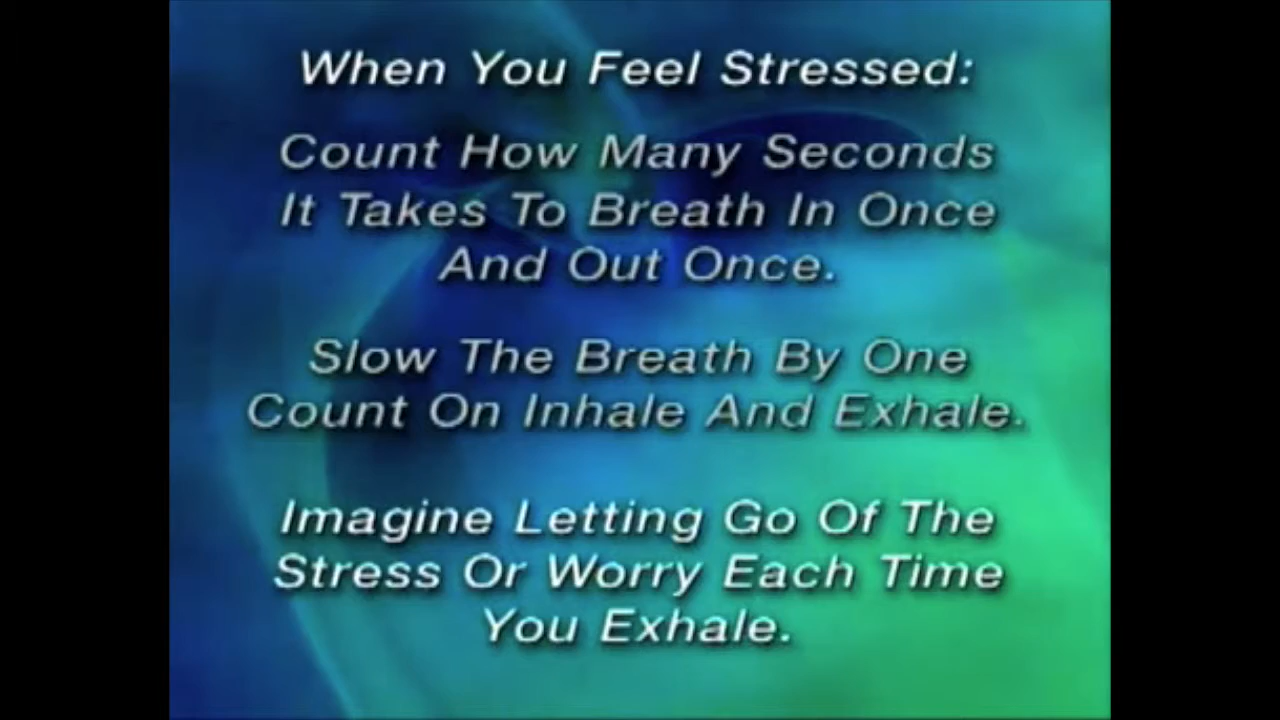 When You Feel Stressed:
Count How Many Seconds
It Takes To Breath In Once
And Out Once.
Slow The Breath By One
Count On Inhale And Exhale.
Imagine Letting Go Of The
Stress Or Worry Each Time
You Exhale.